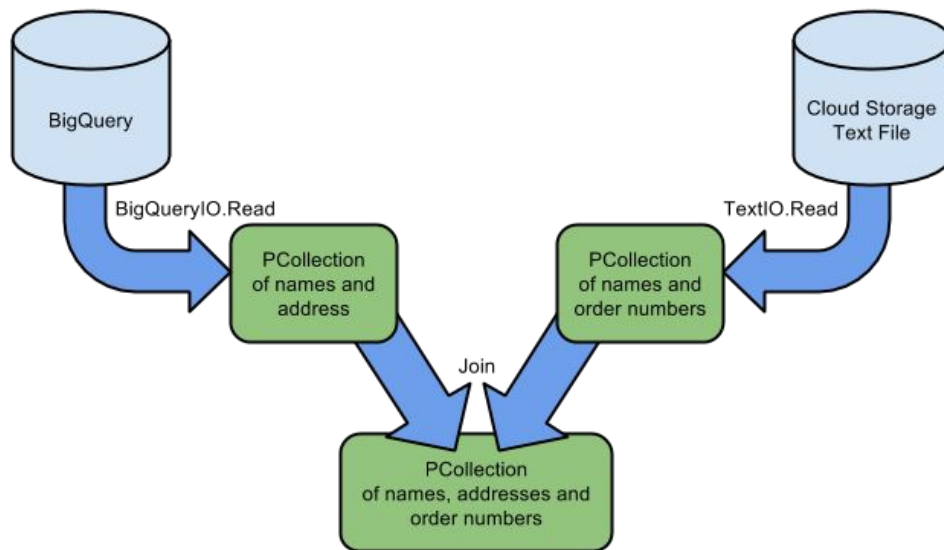 BigQuery
Cloud Storage
Text File
BigQueryIO.Read
TextIO.Read
PCollection
of names and
address
PCollection
of names and
order numbers
Join
PCollection
of names, addresses and
order numbers